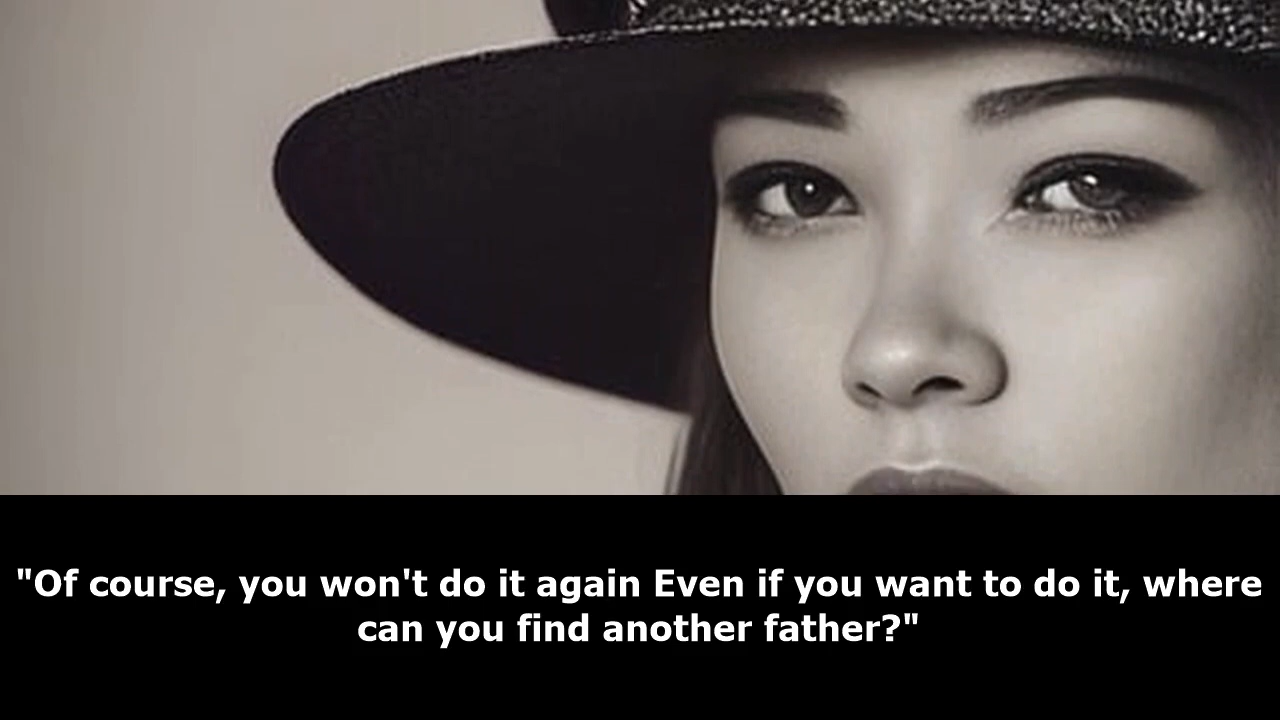 "Of course, you won't do it again Even if you want to do it, where
can you find another father?"